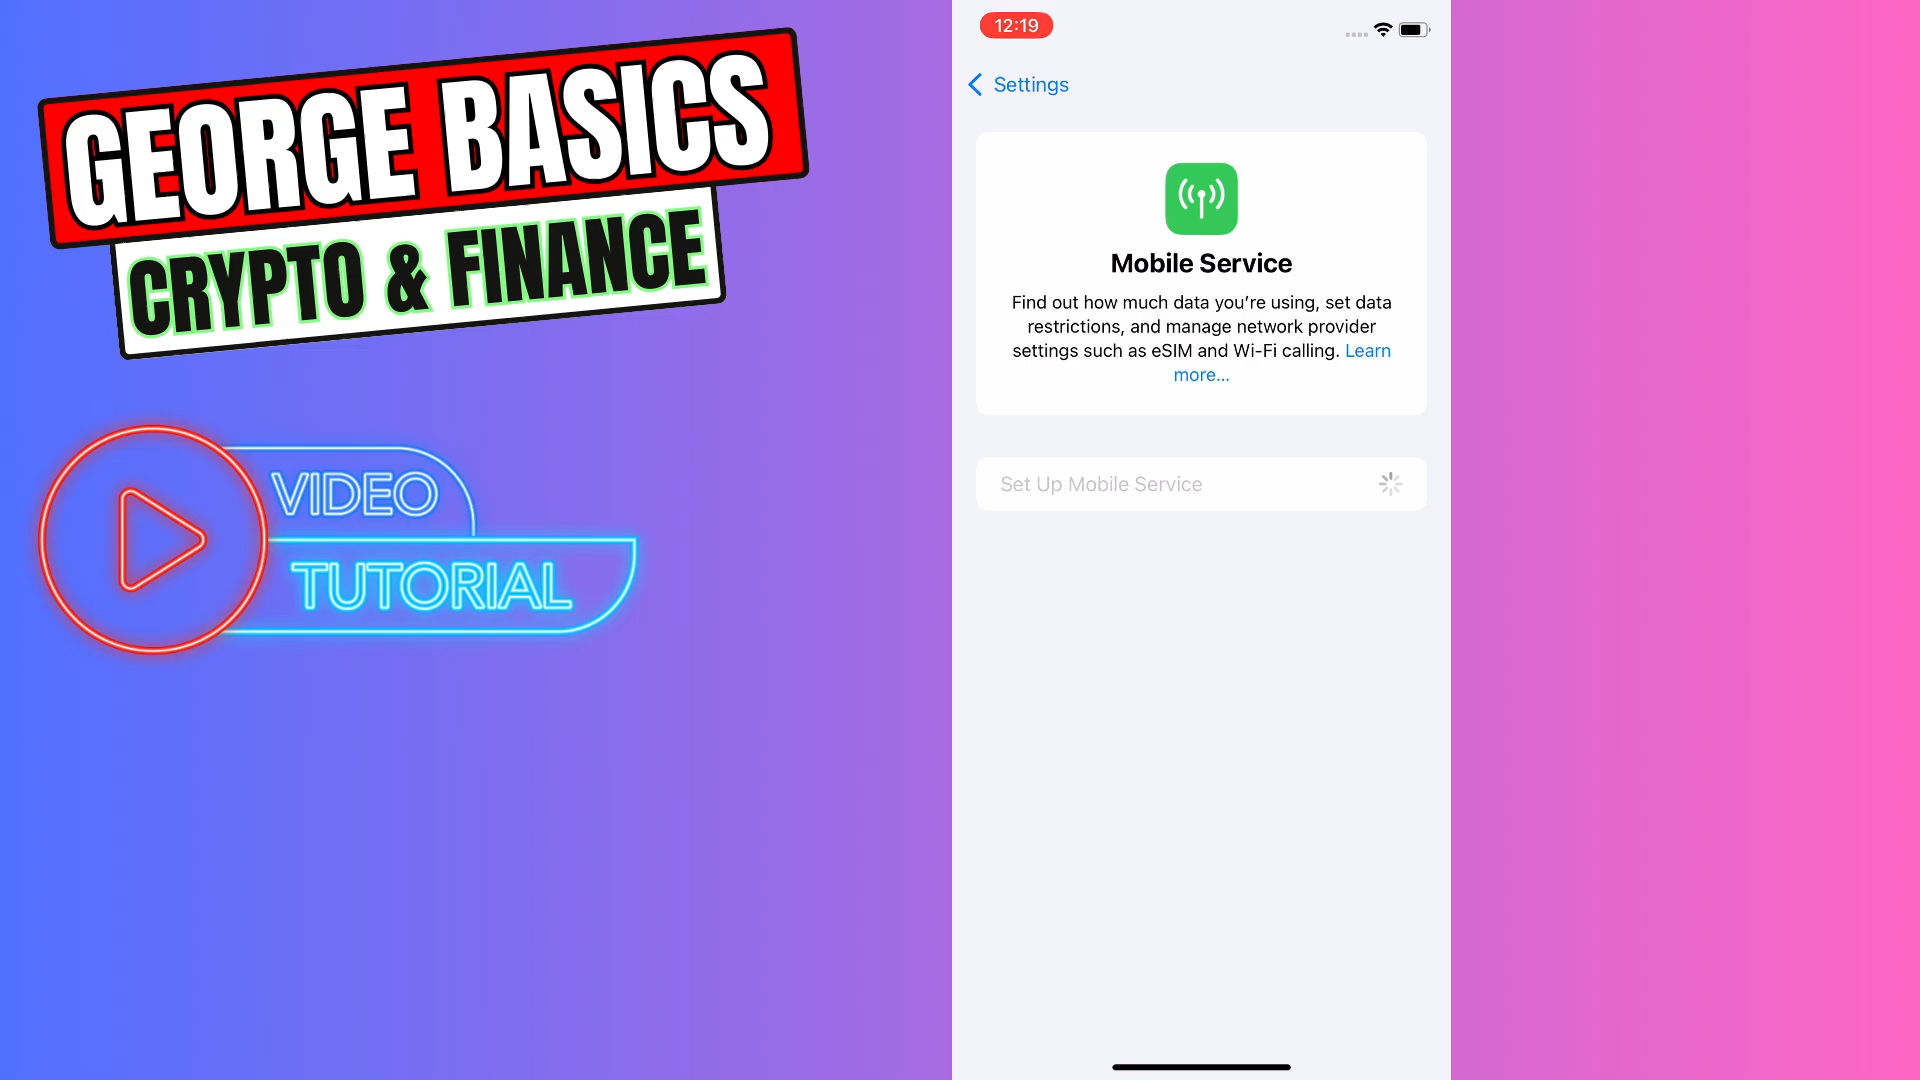 GEORGE BASICS
CRYPTO & FINANCE
VIDEO
TUTORIAL
12:19
Settings
Mobile Service
Find out how much data you’re using, set data
restrictions, and manage network provider
settings such as eSIM and Wi-Fi calling. Learn
more...
Set Up Mobile Service